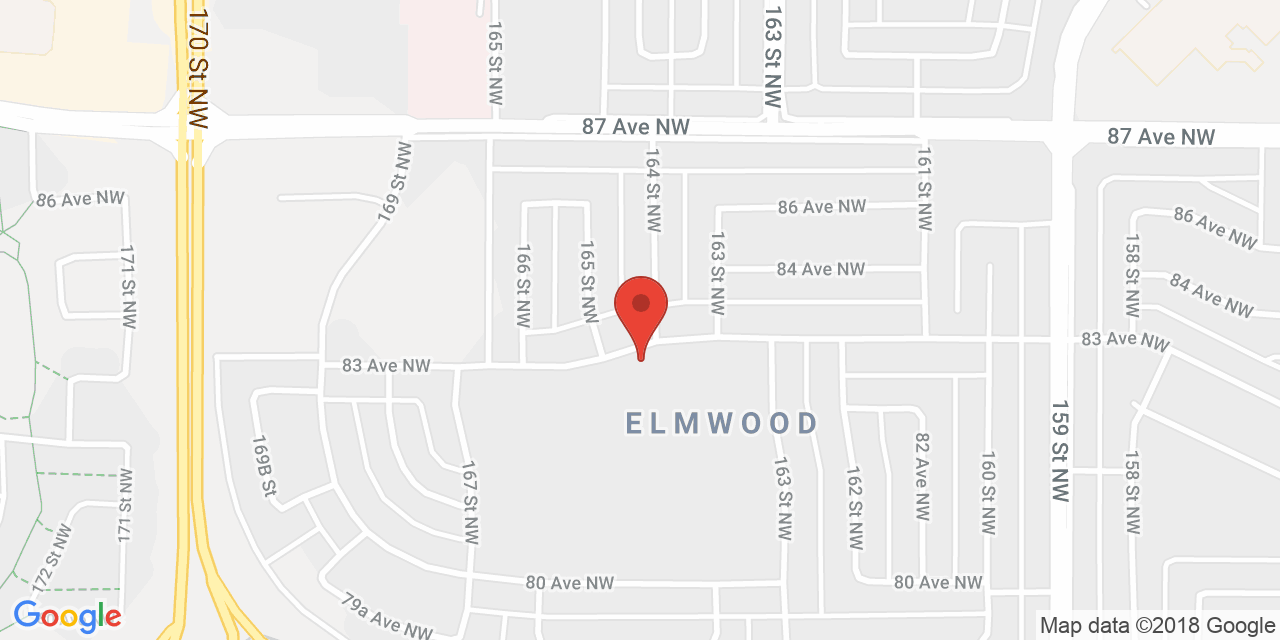 170 St NW
165 St NW
163 St NW
87 Ave NW
87 Ave NW
169 St NW
164 St NW
161 St NW
86 Ave NW
86 Ave NW
86 Ave NW
171 St NW
166 St NW
165 St NW
163 St NW
84 Ave NW
158 St NW
84 Ave NW
83 Ave NW
83 Ave NW
ELMWOOD
169B St
167 St NW
163 St NW
162 St NW
82 Ave NW
160 St NW
159 St NW
158 St NW
171 St NW
172 St NW
80 Ave NW
80 Ave NW
79a Ave NW
Google
Map data ©2018 Google